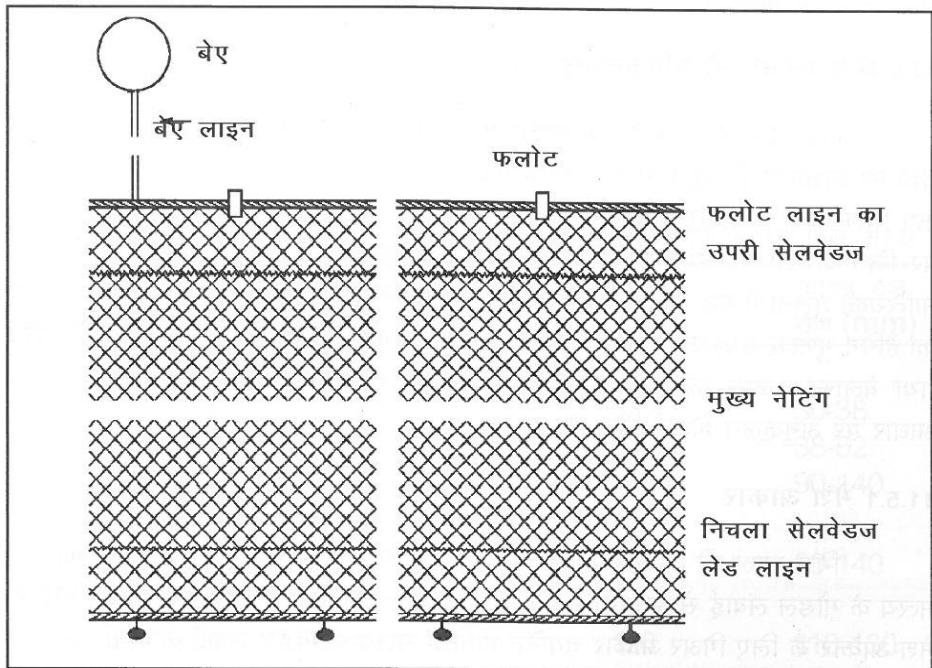 बेए
बेए लाइन
फलोट
फलोट लाइन का
उपरी सेलवेडज
मुख्य नेटिंग
निचला सेलवेडज
लेड लाइन